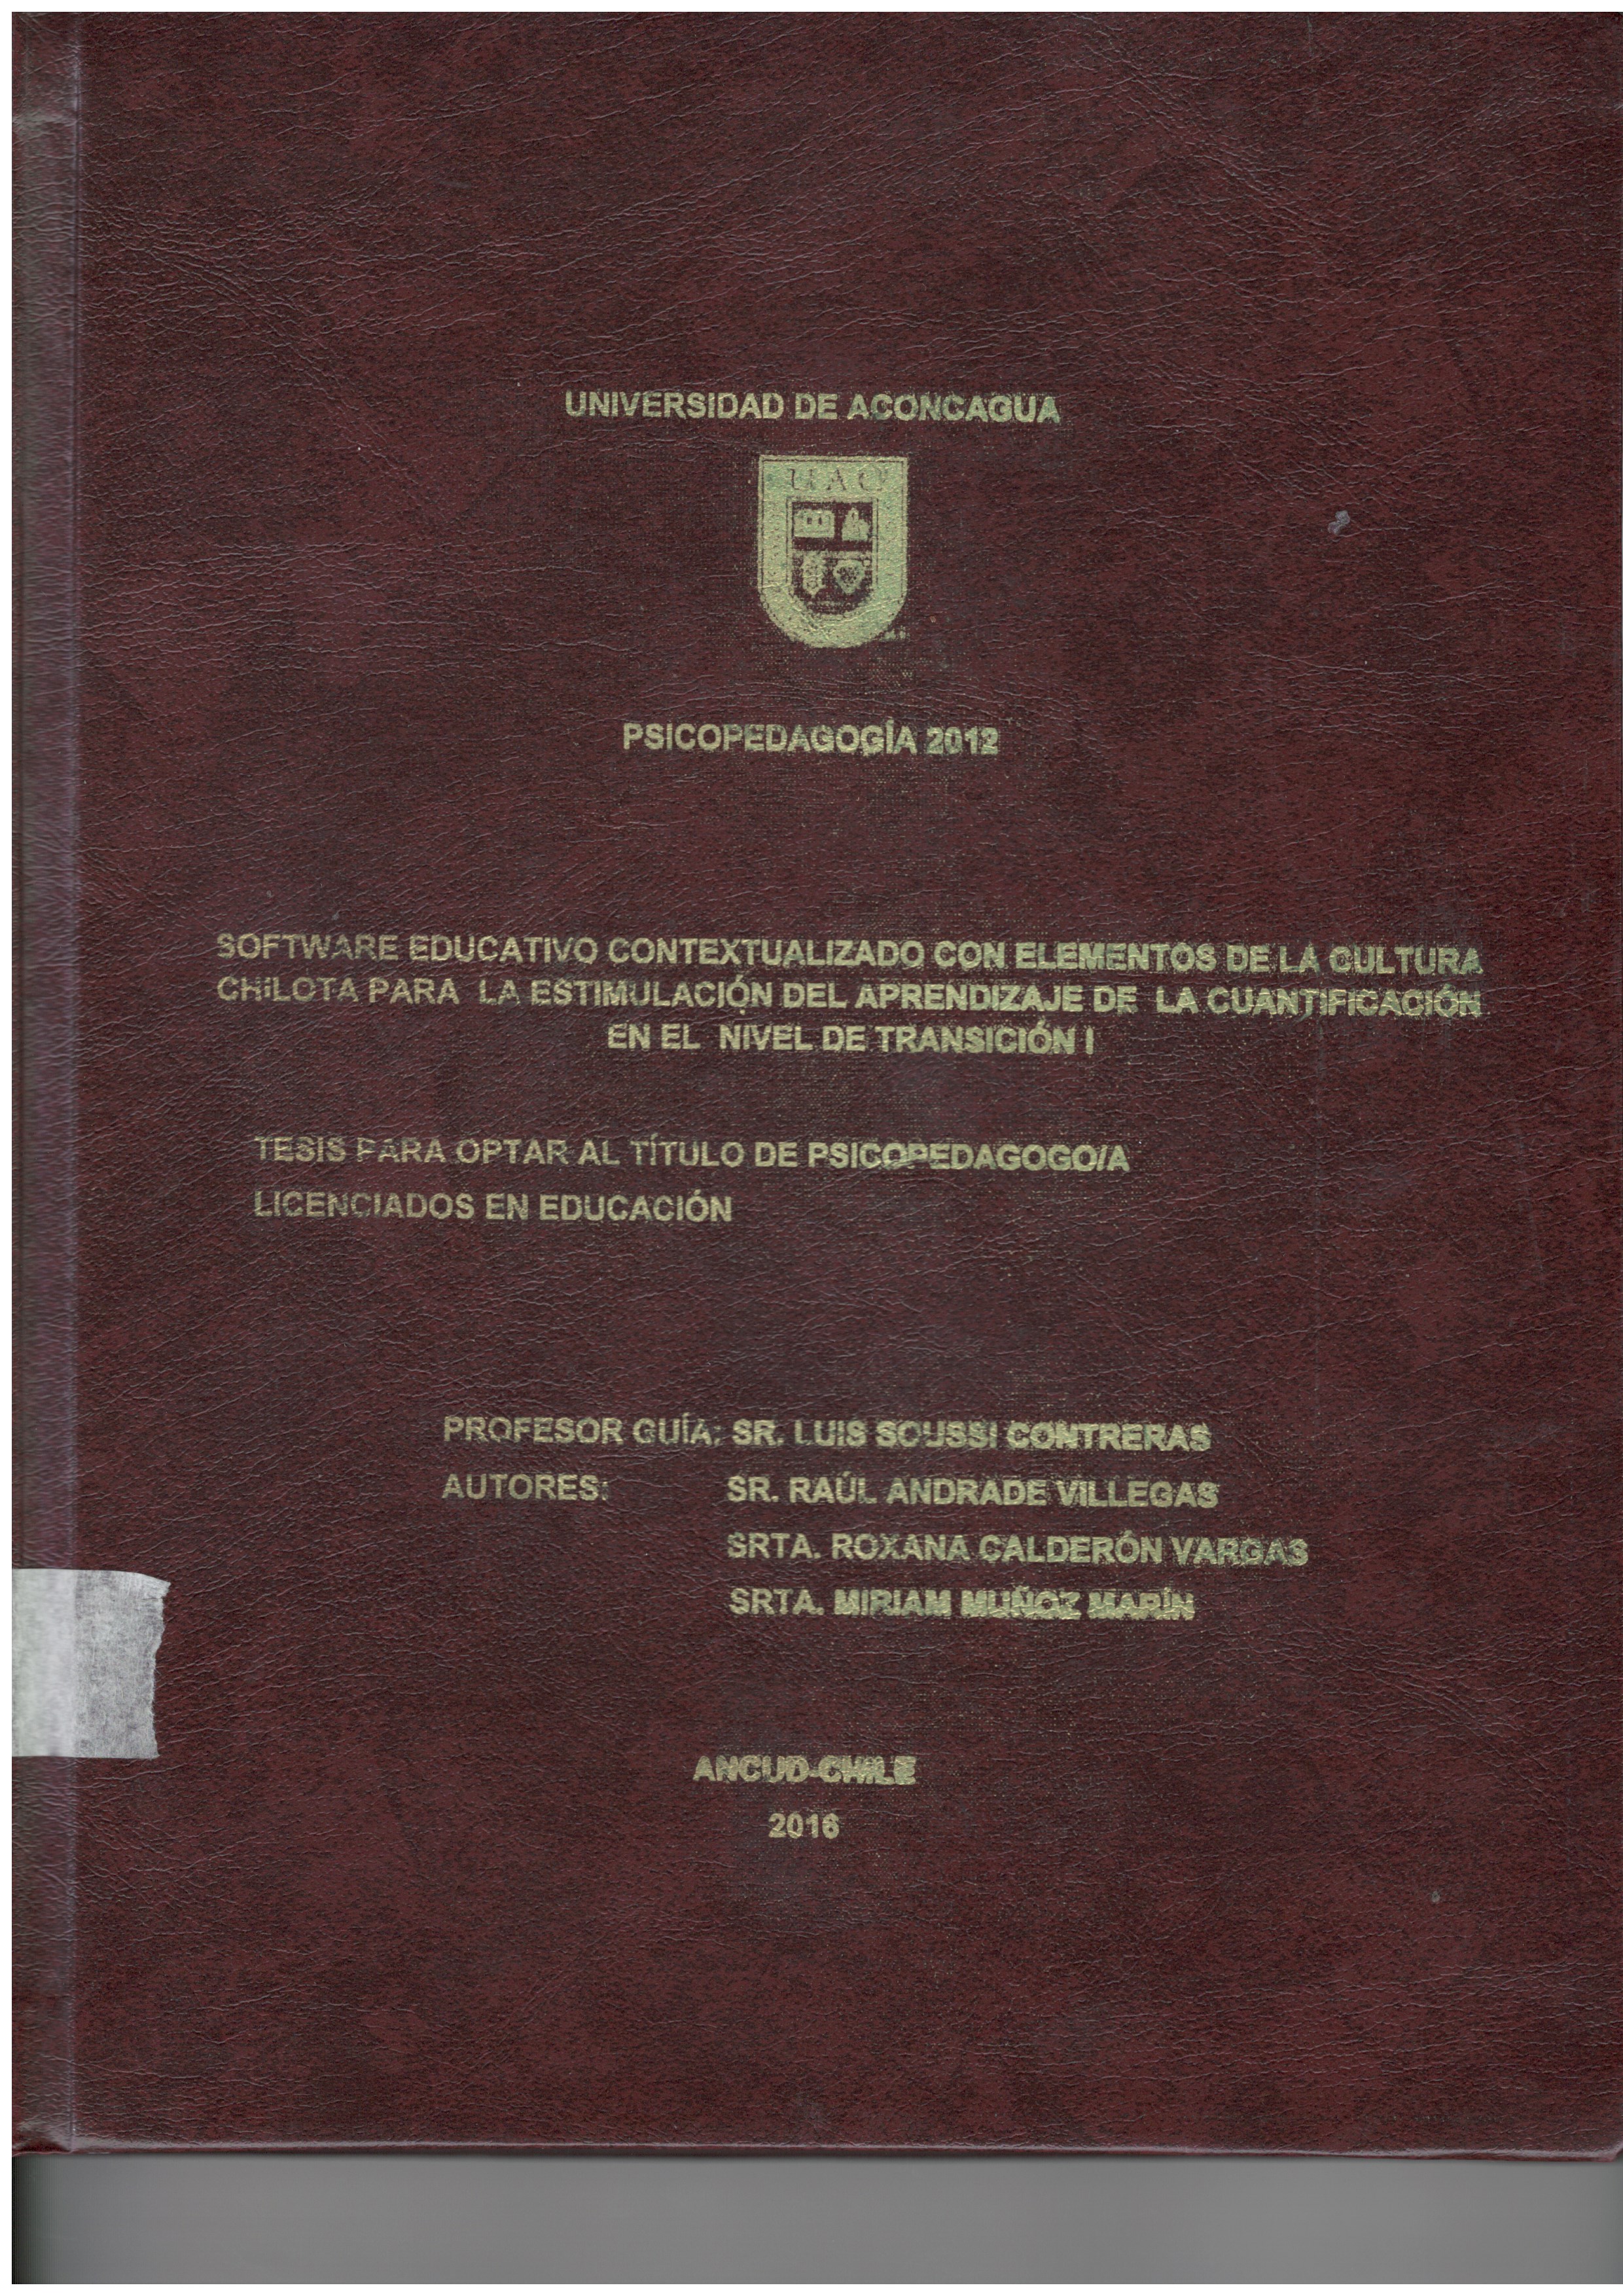 UNIVERSIDAD DE ACONCAGUA
UAC
PSICOPEDAGOGÍA 2012
SOFTWARE EDUCATIVO CONTEXTUALIZADO CON ELEMENTOS DE LA CULTURA
CHILOTA PARA LA ESTIMULACIÓN DEL APRENDIZAJE DE LA CUANTIFICACIÓN
EN EL NIVEL DE TRANSICIÓN I
TESIS PARA OPTAR AL TÍTULO DE PSICOPEDAGOGO/A
LICENCIADOS EN EDUCACIÓN
PROFESOR GUÍA: SR. LUIS SOUSSI CONTRERAS
AUTORES: SR. RAÚL ANDRADE VILLEGAS
SRTA. ROXANA CALDERÓN VARGAS
SRTA. MIRIAM MUÑOZ MARÍN
ANCUD-CHILE
2016